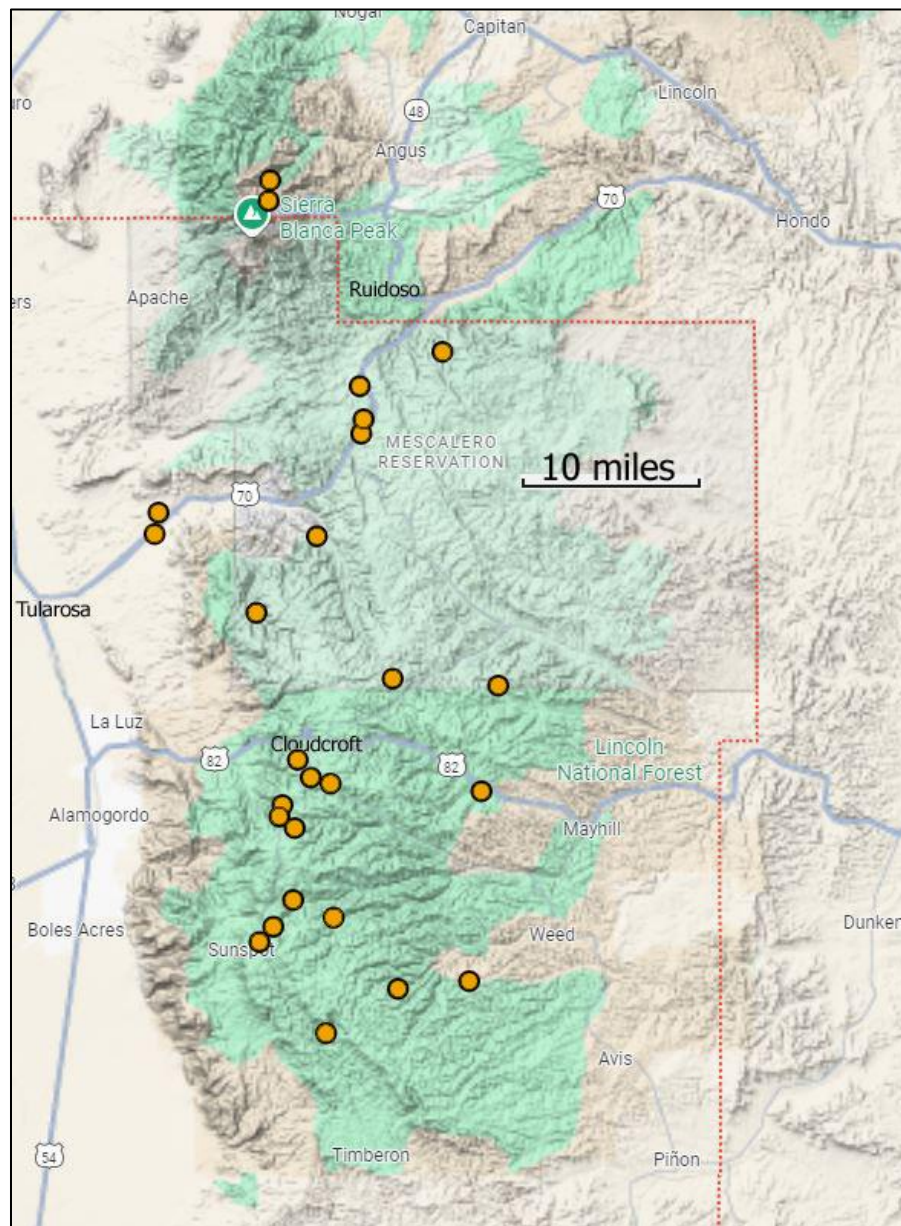 Nogal
Capitan
uro
Lincoln
48
Angus
70
Sierra
Blanca Peak
Hondo
Apache
Ruidoso
ers
MESCALERO
RESERVATION
10 miles
70
Tularosa
La Luz
Cloudcroft
82
82
Lincoln
National Forest
Alamogordo
Mayhill
Boles Acres
Sunspot
Weed
Dunken
Avis
Timberon
Piñon
54